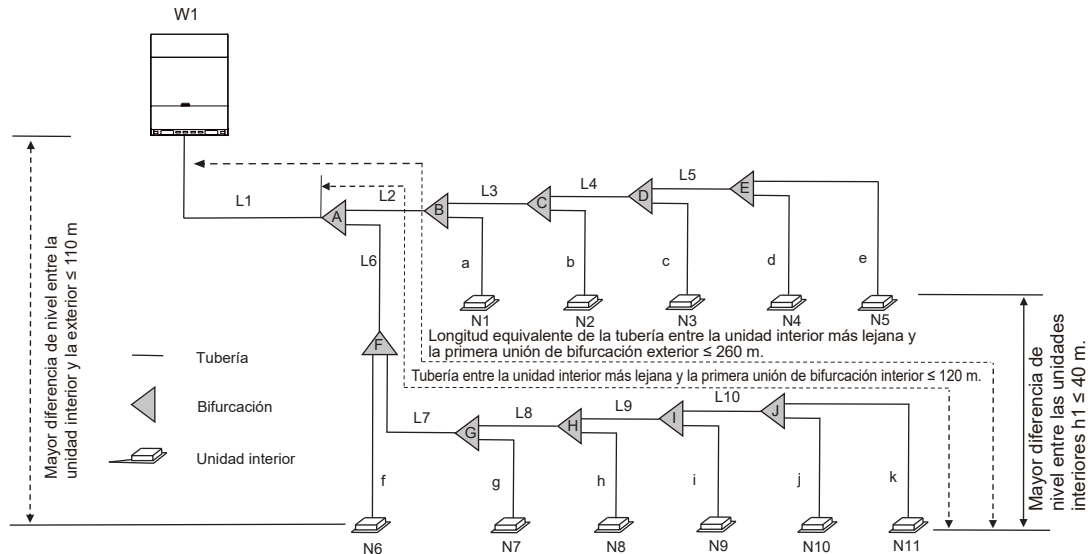 W1
L1
L2
L3
L4
L5
A
B
C
D
E
L6
a
b
c
d
e
N1
N2
N3
N4
N5
Longitud equivalente de la tubería entre la unidad interior más lejana y
la primera unión de bifurcación exterior ≤ 260 m.
Tubería entre la unidad interior más lejana y la primera unión de bifurcación interior ≤ 120 m.
F
L7
L8
L9
L10
G
H
I
J
f
g
h
i
j
k
N6
N7
N8
N9
N10
N11
Tubería
Bifurcación
Unidad interior
Mayor diferencia de nivel entre la
unidad interior y la exterior ≤ 110 m
Mayor diferencia de
nivel entre las unidades
interiores h1 ≤ 40 m.